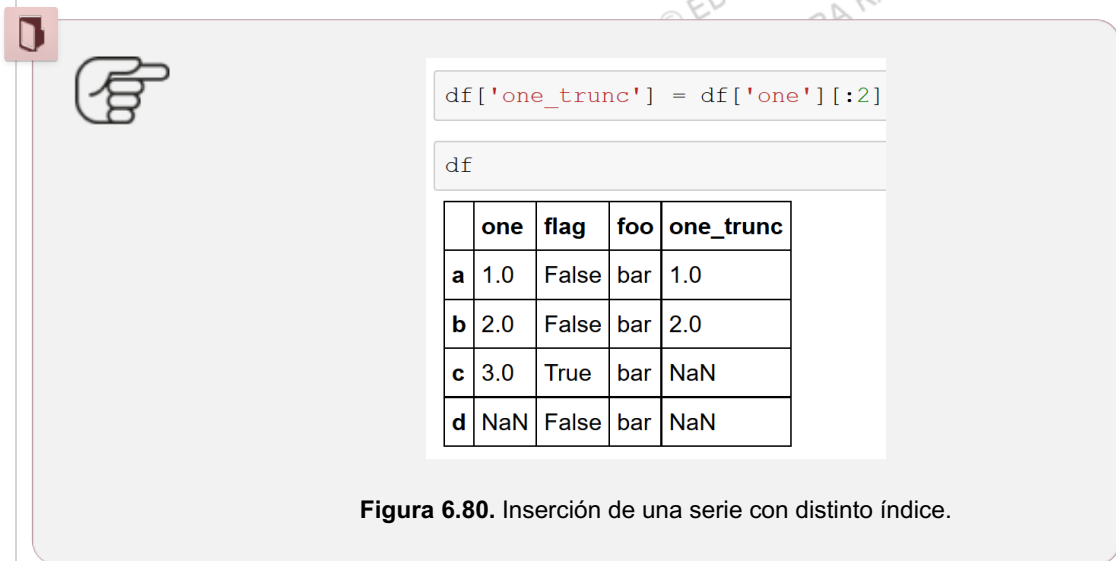 df['one_trunc'] = df['one'][:2]
df
one flag foo one_trunc
a 1.0 False bar 1.0
b 2.0 False bar 2.0
c 3.0 True bar NaN
d NaN False bar NaN
Figura 6.80. Inserción de una serie con distinto índice.